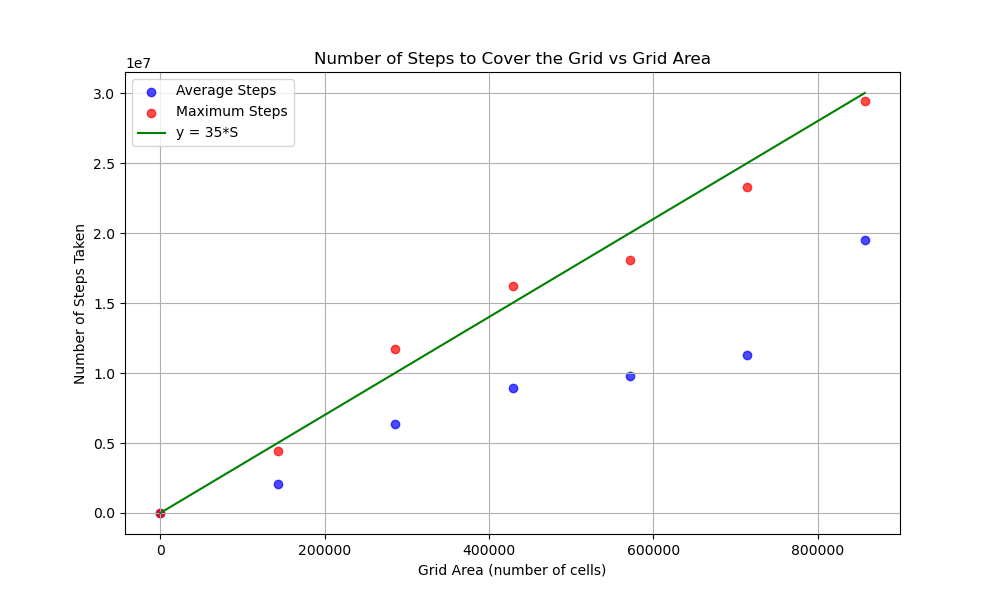 Number of Steps to Cover the Grid vs Grid Area
1e7
Average Steps
Maximum Steps
y = 35*S
3.0
2.5
2.0
1.5
1.0
0.5
0.0
Number of Steps Taken
0 200000 400000 600000 800000
Grid Area (number of cells)